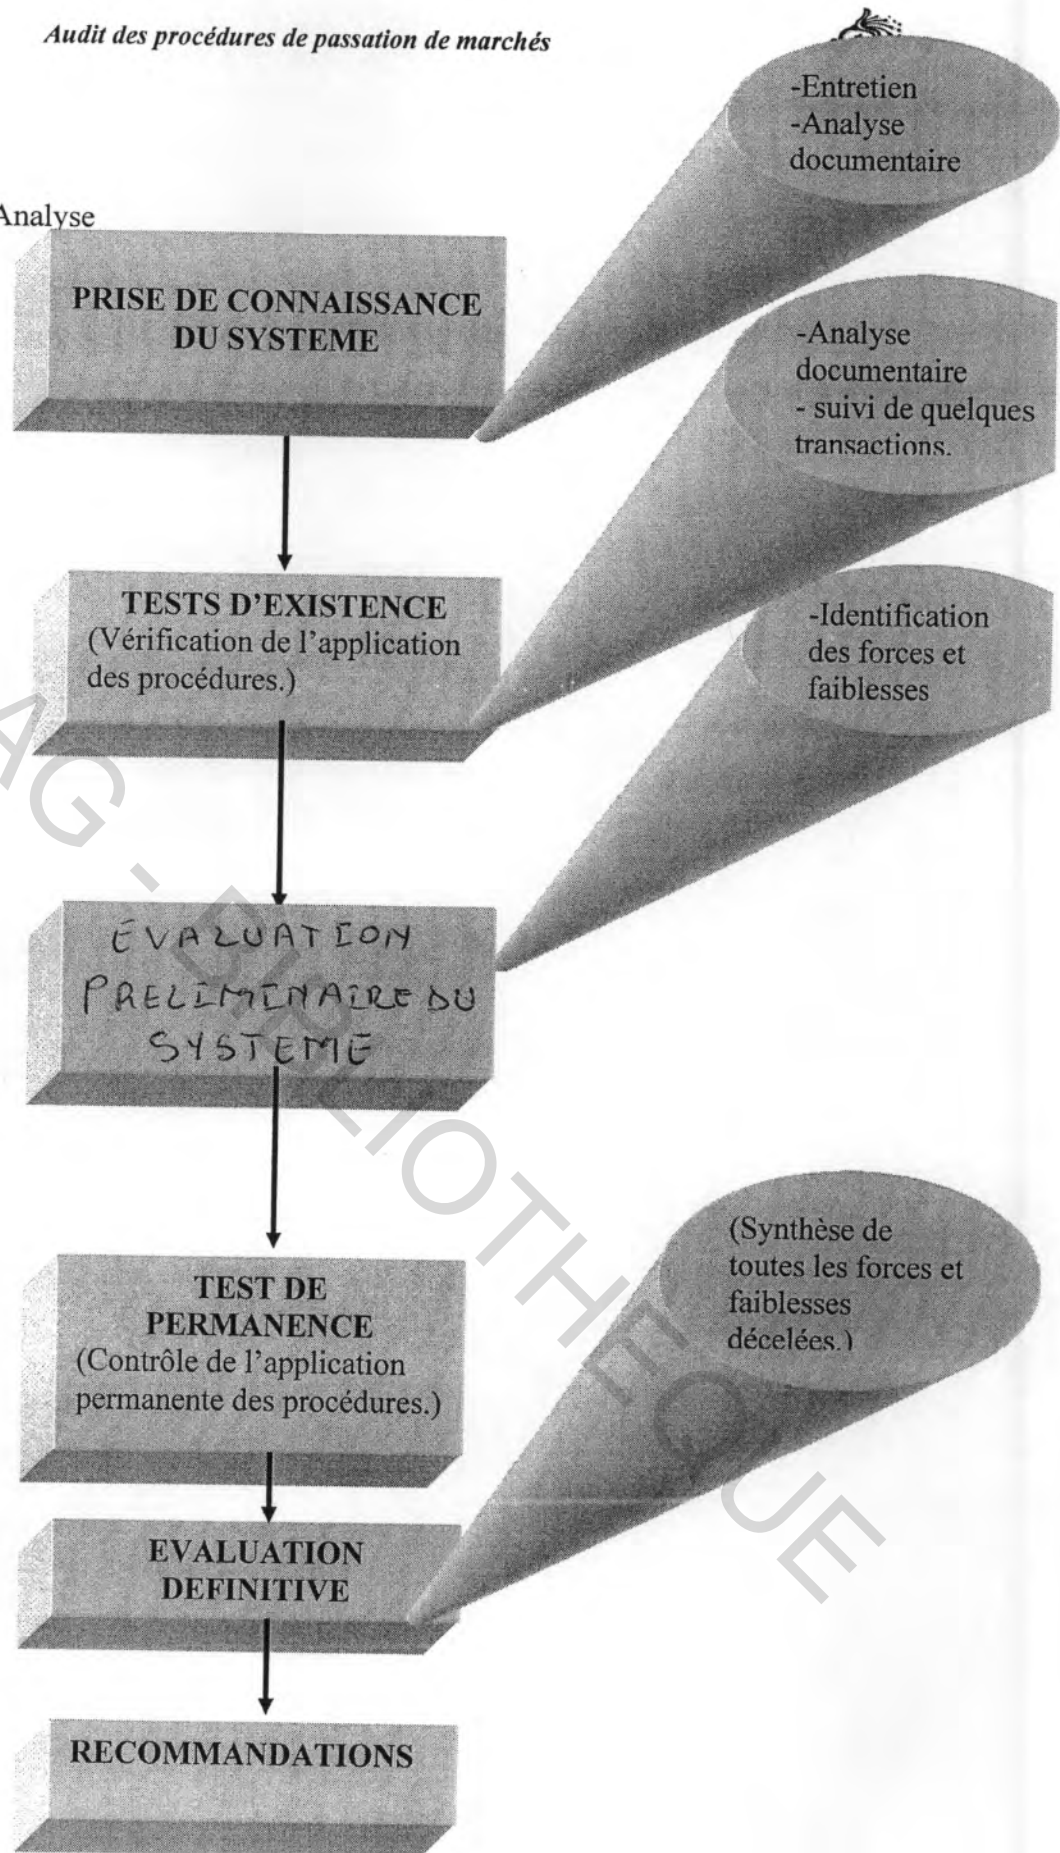 Audit des procédures de passation de marchés
-Entretien
-Analyse
documentaire
Analyse
PRISE DE CONNAISSANCE
DU SYSTEME
-Analyse
documentaire
- suivi de quelques
transactions.
TESTS D'EXISTENCE
(Vérification de l'application
des procédures.)
-Identification
des forces et
faiblesses
EVALUATION
PRELIMINAIRE DU
SYSTEME
TEST DE
PERMANENCE
(Contrôle de l'application
permanente des procédures.)
(Synthèse de
toutes les forces et
faiblesses
décelées.)
EVALUATION
DEFINITIVE
RECOMMANDATIONS
AG - BIBLIOTHEQUE